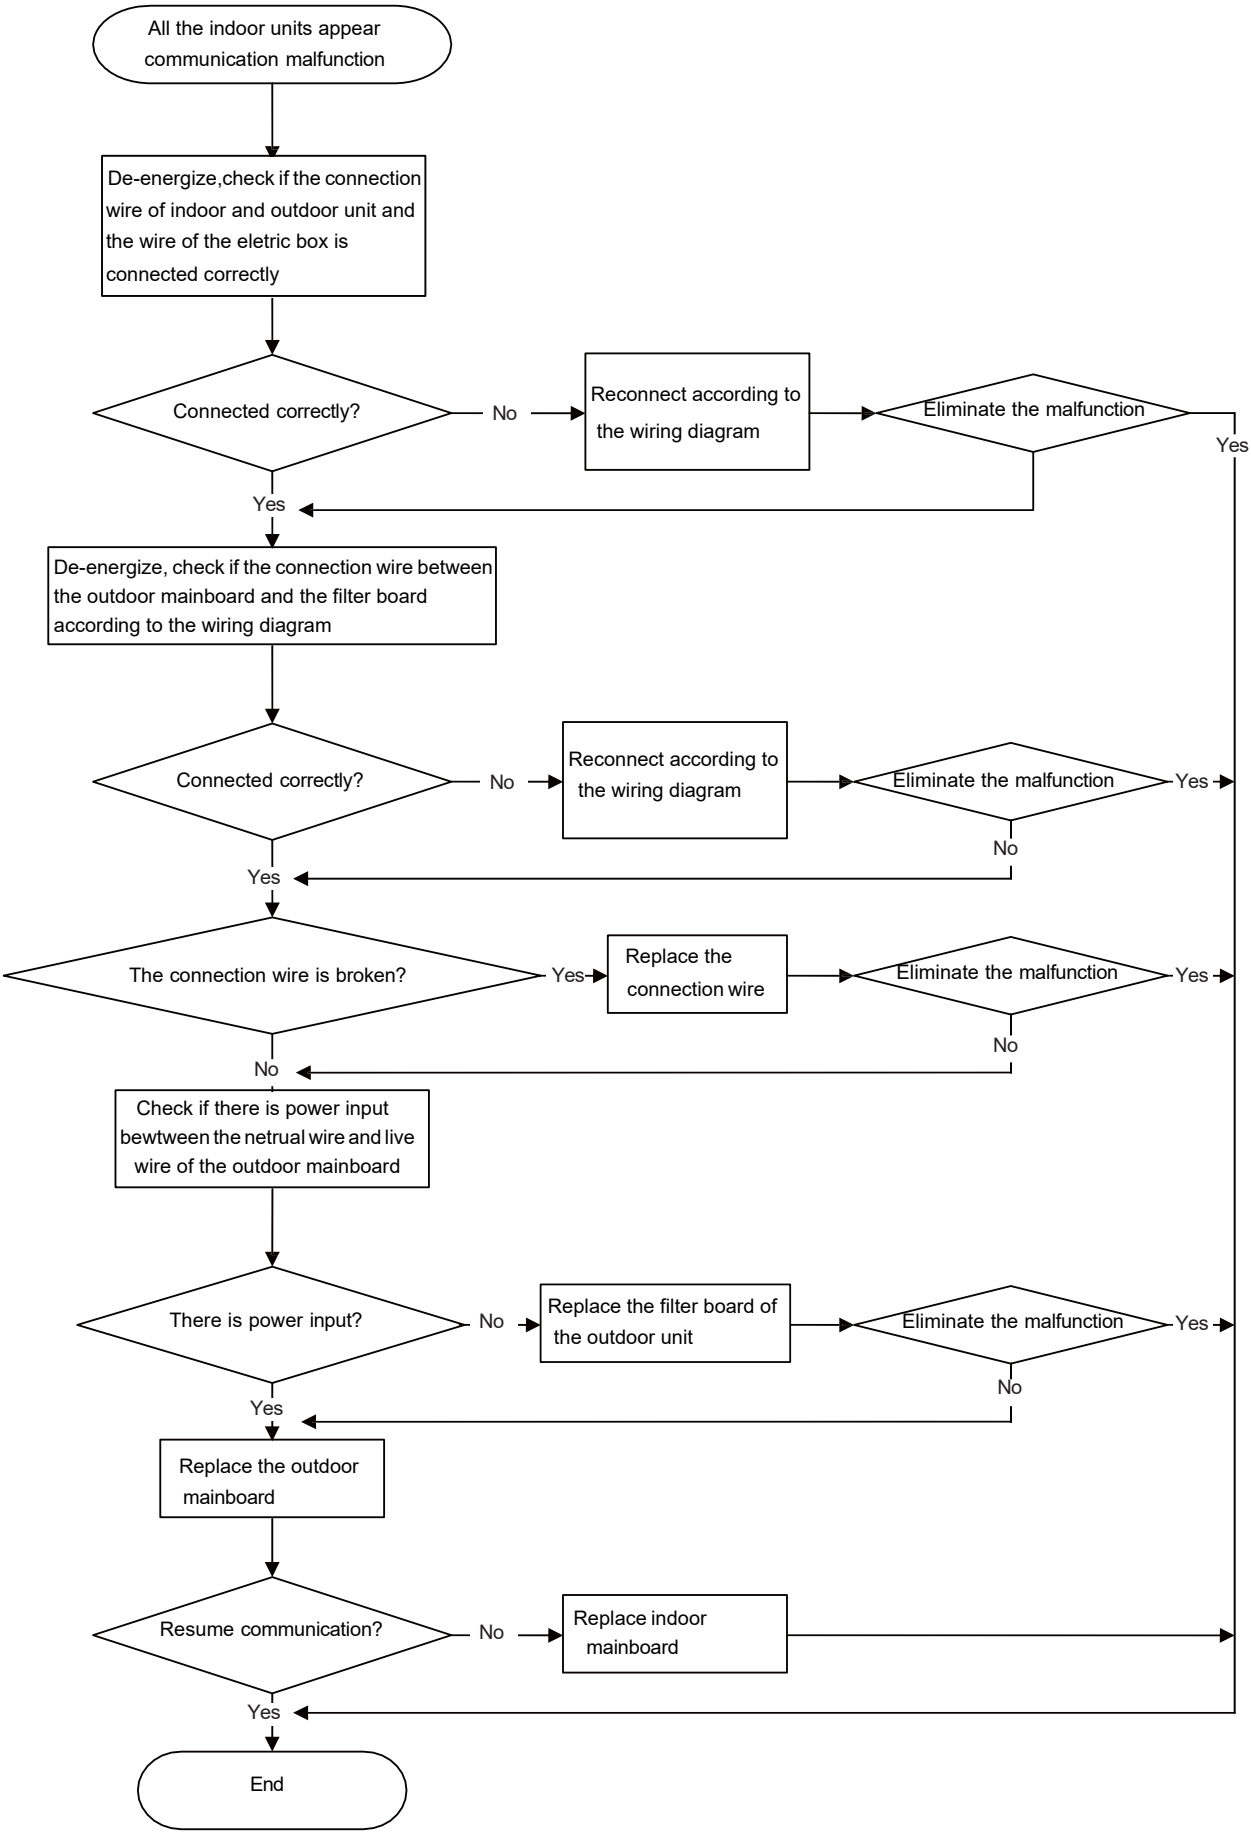 All the indoor units appear
communication malfunction
De-energize,check if the connection
wire of indoor and outdoor unit and
the wire of the eletric box is
connected correctly
Connected correctly?
No
Reconnect according to
the wiring diagram
Eliminate the malfunction
Yes
Yes
De-energize, check if the connection wire between
the outdoor mainboard and the filter board
according to the wiring diagram
Connected correctly?
No
Reconnect according to
the wiring diagram
Eliminate the malfunction
Yes
No
Yes
The connection wire is broken?
Yes
Replace the
connection wire
Eliminate the malfunction
Yes
No
No
Check if there is power input
bewtween the netrual wire and live
wire of the outdoor mainboard
There is power input?
No
Replace the filter board of
the outdoor unit
Eliminate the malfunction
Yes
No
Yes
Replace the outdoor
mainboard
Resume communication?
No
Replace indoor
mainboard
Yes
End